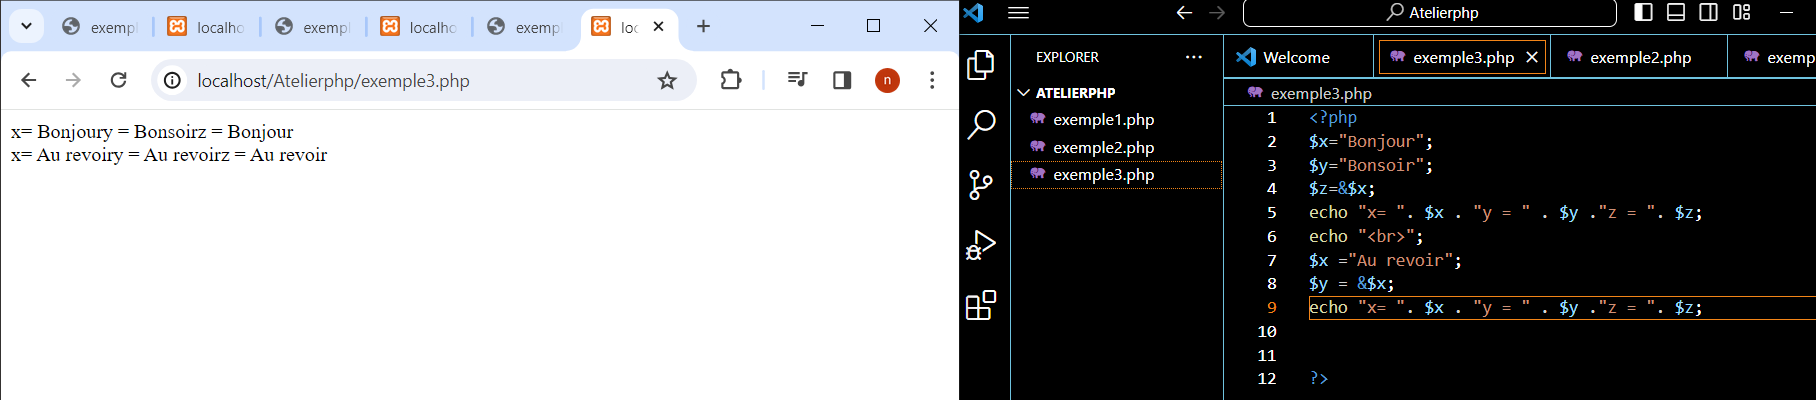 exempl
localho
exempl
localho
exempl
loc
localhost/Atelierphp/exemple3.php
n
x= Bonjoury = Bonsoirz = Bonjour
x= Au revoiry = Au revoirz = Au revoir
Atelierphp
EXPLORER
ATELIERPHP
exemple1.php
exemple2.php
exemple3.php
Welcome
exemple3.php
exemple2.php
exemp
exemple3.php
1 <?php
2 $x="Bonjour";
3 $y="Bonsoir";
4 $z=&$x;
5 echo "x= ". $x . "y = " . $y ."z = ". $z;
6 echo "<br>";
7 $x ="Au revoir";
8 $y = &$x;
9 echo "x= ". $x . "y = " . $y ."z = ". $z;
10
11
12 ?>